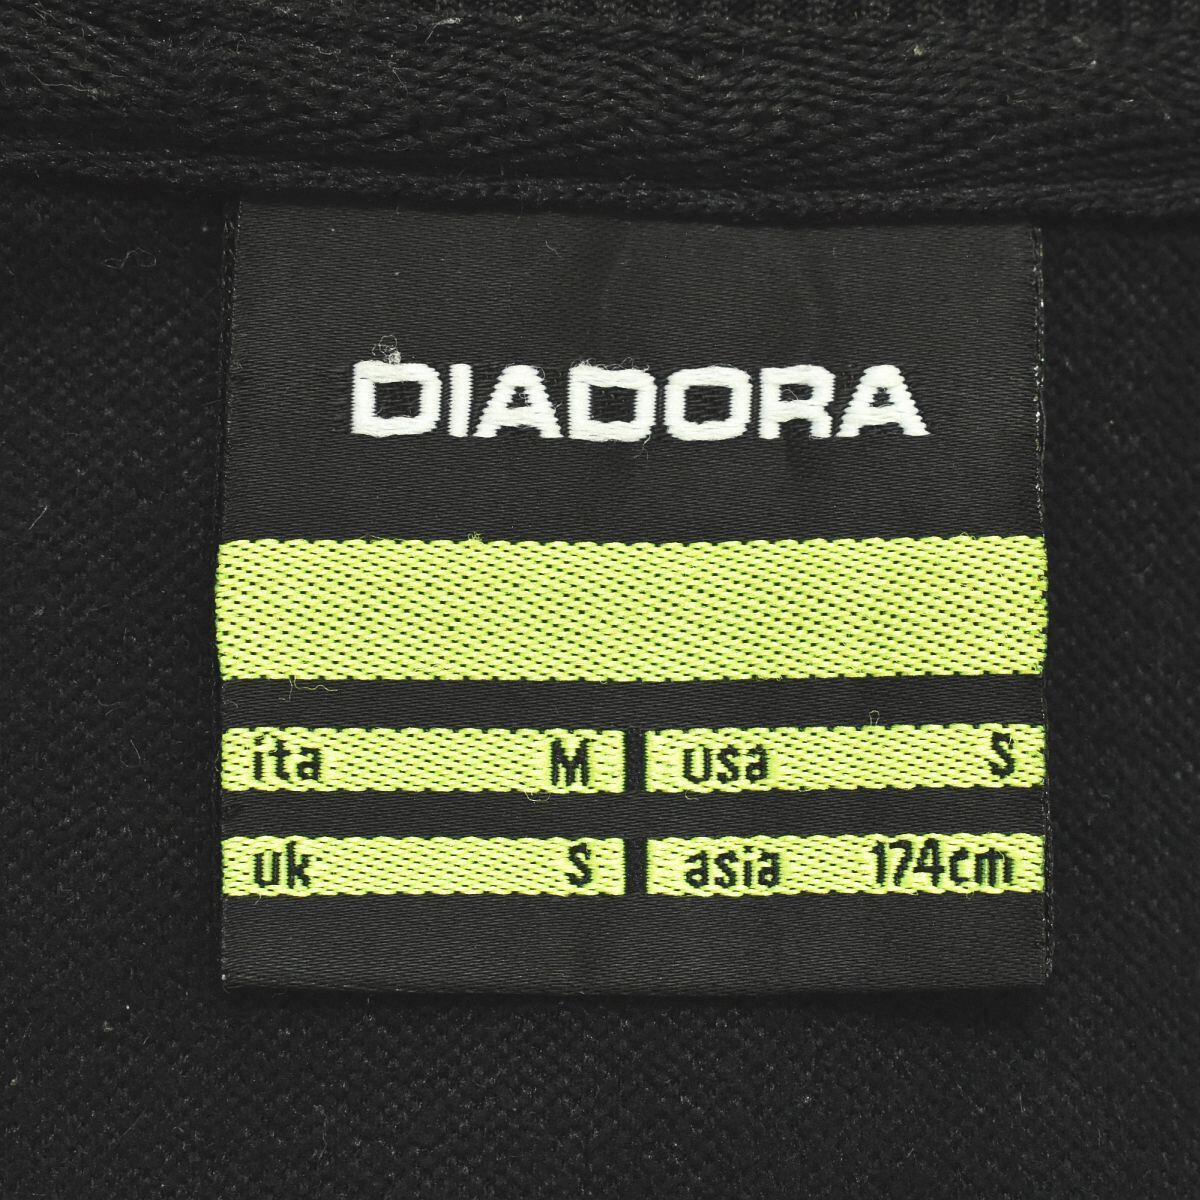 DIADORA
ita M usa S
uk S asia 174cm